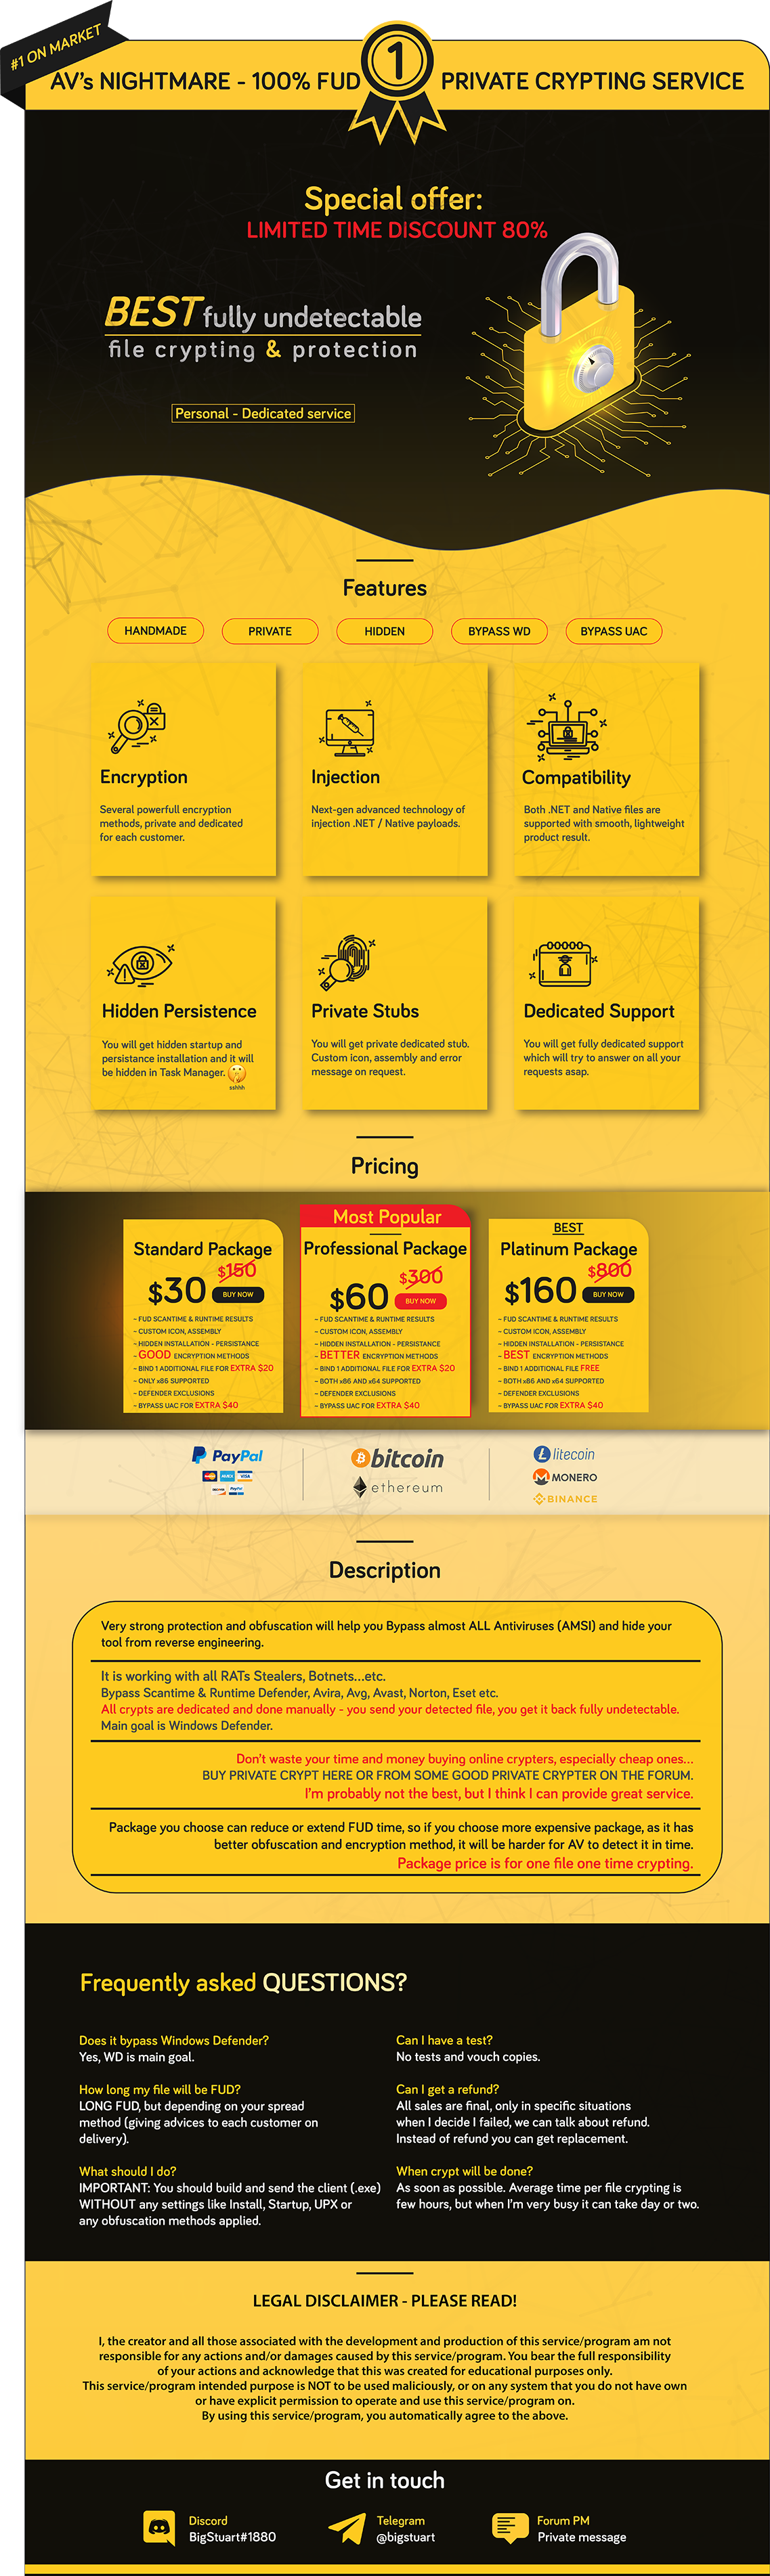 #1 ON MARKET
AV's NIGHTMARE - 100% FUD 1 PRIVATE CRYPTING SERVICE
Special offer:
LIMITED TIME DISCOUNT 80%
BEST fully undetectable
file crypting & protection
Personal - Dedicated service
Features
HANDMADE PRIVATE HIDDEN BYPASS WD BYPASS UAC
Encryption
Several powerfull encryption
methods, private and dedicated
for each customer.
Injection
Next-gen advanced technology of
injection .NET / Native payloads.
Compatibility
Both .NET and Native files are
supported with smooth, lightweight
product result.
Hidden Persistence
You will get hidden startup and
persistance installation and it will
be hidden in Task Manager.
sshhh
Private Stubs
You will get private dedicated stub.
Custom icon, assembly and error
message on request.
Dedicated Support
You will get fully dedicated support
which will try to answer on all your
requests asap.
Pricing
Standard Package
$150
$30 BUY NOW
- FUD SCANTIME & RUNTIME RESULTS
- CUSTOM ICON, ASSEMBLY
- HIDDEN INSTALLATION - PERSISTANCE
- GOOD ENCRYPTION METHODS
- BIND 1 ADDITIONAL FILE FOR EXTRA $20
- ONLY x86 SUPPORTED
- DEFENDER EXCLUSIONS
- BYPASS UAC FOR EXTRA $40
Most Popular
Professional Package
$300
$60 BUY NOW
- FUD SCANTIME & RUNTIME RESULTS
- CUSTOM ICON, ASSEMBLY
- HIDDEN INSTALLATION - PERSISTANCE
- BETTER ENCRYPTION METHODS
- BIND 1 ADDITIONAL FILE FOR EXTRA $20
- BOTH x86 AND x64 SUPPORTED
- DEFENDER EXCLUSIONS
- BYPASS UAC FOR EXTRA $40
BEST
Platinum Package
$800
$160 BUY NOW
- FUD SCANTIME & RUNTIME RESULTS
- CUSTOM ICON, ASSEMBLY
- HIDDEN INSTALLATION - PERSISTANCE
- BEST ENCRYPTION METHODS
- BIND 1 ADDITIONAL FILE FREE
- BOTH x86 AND x64 SUPPORTED
- DEFENDER EXCLUSIONS
- BYPASS UAC FOR EXTRA $40
PayPal
VISA
PayPal
bitcoin
ethereum
litecoin
MONERO
BINANCE
Description
Very strong protection and obfuscation will help you Bypass almost ALL Antiviruses (AMSI) and hide your
tool from reverse engineering.
It is working with all RATs Stealers, Botnets...etc.
Bypass Scantime & Runtime Defender, Avira, Avg, Avast, Norton, Eset etc.
All crypts are dedicated and done manually - you send your detected file, you get it back fully undetectable.
Main goal is Windows Defender.
Don't waste your time and money buying online crypters, especially cheap ones...
BUY PRIVATE CRYPT HERE OR FROM SOME GOOD PRIVATE CRYPTER ON THE FORUM.
I'm probably not the best, but I think I can provide great service.
Package you choose can reduce or extend FUD time, so if you choose more expensive package, as it has
better obfuscation and encryption method, it will be harder for AV to detect it in time.
Package price is for one file one time crypting.
Frequently asked QUESTIONS?
Does it bypass Windows Defender?
Yes, WD is main goal.
How long my file will be FUD?
LONG FUD, but depending on your spread
method (giving advices to each customer on
delivery).
What should I do?
IMPORTANT: You should build and send the client (.exe)
WITHOUT any settings like Install, Startup, UPX or
any obfuscation methods applied.
Can I have a test?
No tests and vouch copies.
Can I get a refund?
All sales are final, only in specific situations
when I decide I failed, we can talk about refund.
Instead of refund you can get replacement.
When crypt will be done?
As soon as possible. Average time per file crypting is
few hours, but when I'm very busy it can take day or two.
LEGAL DISCLAIMER - PLEASE READ!
I, the creator and all those associated with the development and production of this service/program am not
responsible for any actions and/or damages caused by this service/program. You bear the full responsibility
of your actions and acknowledge that this was created for educational purposes only.
This service/program intended purpose is NOT to be used maliciously, or on any system that you do not have own
or have explicit permission to operate and use this service/program on.
By using this service/program, you automatically agree to the above.
Get in touch
Discord
BigStuart#1880
Telegram
@bigstuart
Forum PM
Private message